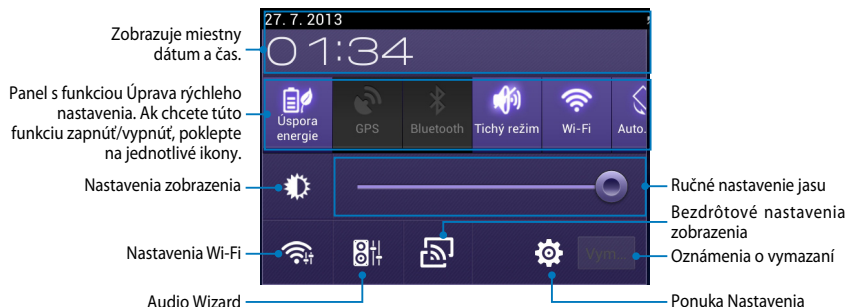 27. 7. 2013
Zobrazuje miestny
dátum a čas.
01:34
Panel s funkciou Úprava rýchleho
nastavenia. Ak chcete túto
funkciu zapnúť/vypnúť, poklepte
na jednotlivé ikony.
Úspora
energie
GPS
Bluetooth
Tichý režim
Wi-Fi
Auto.
Nastavenia zobrazenia
Ručné nastavenie jasu
Bezdrôtové nastavenia
zobrazenia
Nastavenia Wi-Fi
Vym...
Oznámenia o vymazaní
Audio Wizard
Ponuka Nastavenia